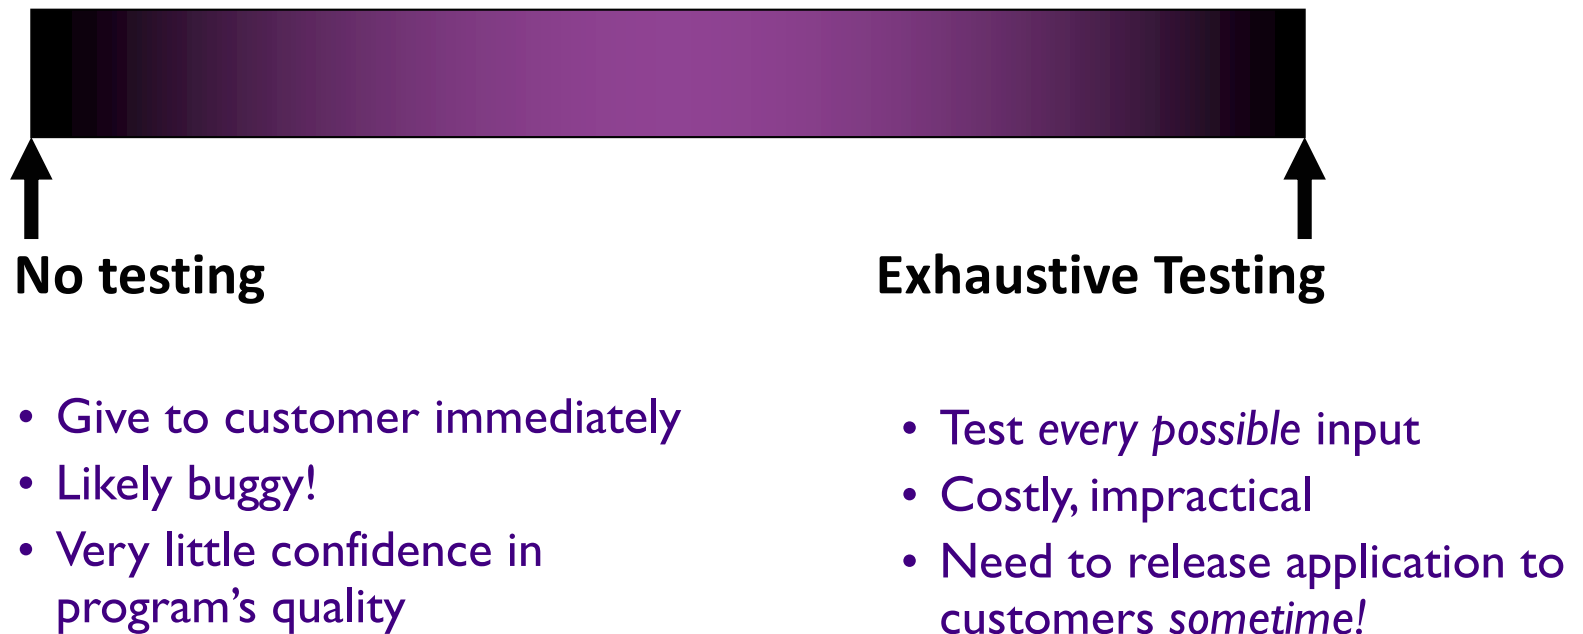 No testing
Exhaustive Testing
• Give to customer immediately
• Likely buggy!
• Very little confidence in
program’s quality
• Test every possible input
• Costly, impractical
• Need to release application to
customers sometime!